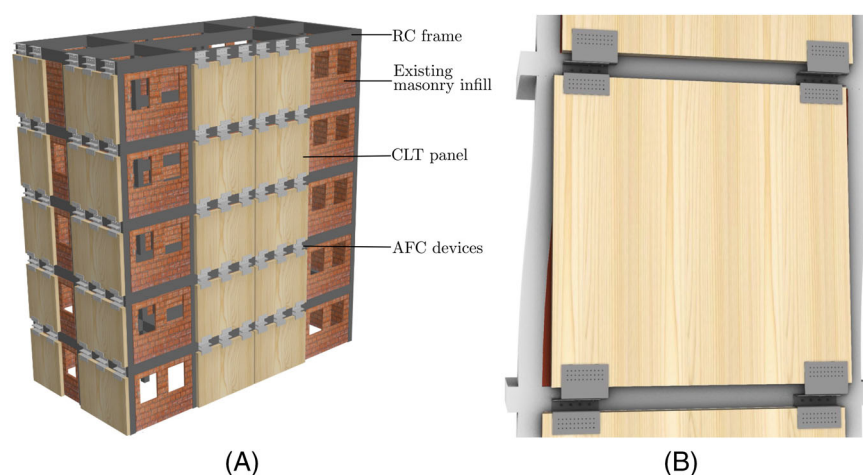 RC frame
Existing
masonry infill
CLT panel
AFC devices
(A)
(B)